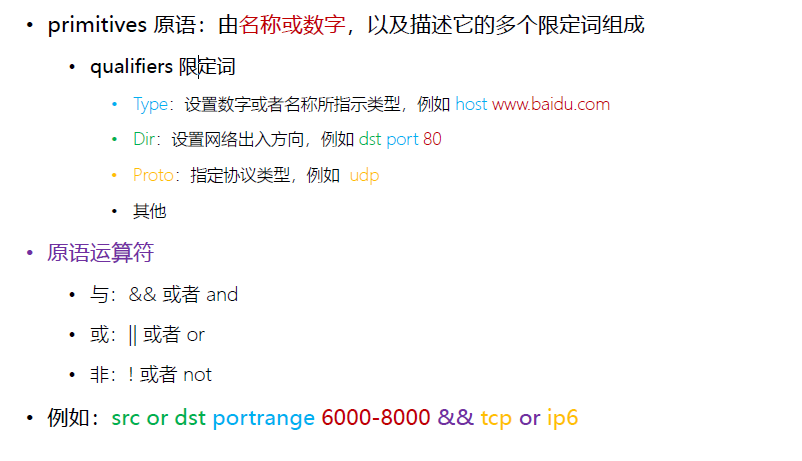 • primitives 原语：由名称或数字，以及描述它的多个限定词组成
• qualifiers 限定词
• Type：设置数字或者名称所指示类型，例如 host www.baidu.com
• Dir：设置网络出入方向，例如 dst port 80
• Proto：指定协议类型，例如 udp
• 其他
• 原语运算符
• 与：&& 或者 and
• 或：|| 或者 or
• 非：! 或者 not
• 例如：src or dst portrange 6000-8000 && tcp or ip6